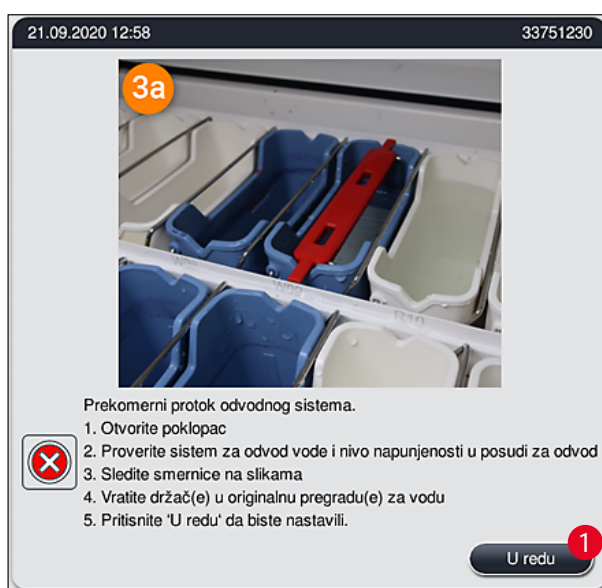 21.09.2020 12:58 33751230
3a
W09
R10
Prekomerni protok odvodnog sistema.
1. Otvorite poklopac
2. Proverite sistem za odvod vode i nivo napunjenosti u posudi za odvod
3. Sledite smernice na slikama
4. Vratite držač(e) u originalnu pregradu(e) za vodu
5. Pritisnite 'U redu' da biste nastavili.
U redu
1